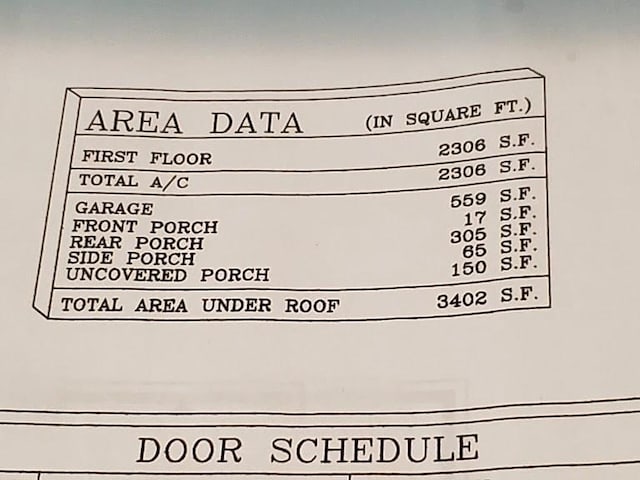 AREA DATA (IN SQUARE FT.)
FIRST FLOOR 2306 S.F.
TOTAL A/C 2306 S.F.
GARAGE 559 S.F.
FRONT PORCH 17 S.F.
REAR PORCH 305 S.F.
SIDE PORCH 65 S.F.
UNCOVERED PORCH 150 S.F.
TOTAL AREA UNDER ROOF 3402 S.F.
DOOR SCHEDULE